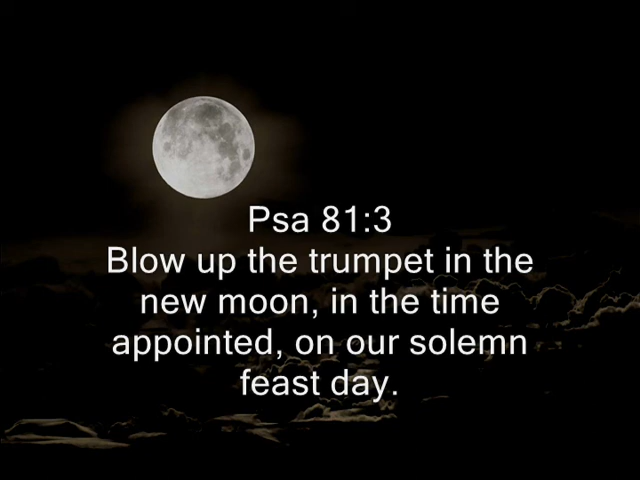 Psa 81:3
Blow up the trumpet in the
new moon, in the time
appointed, on our solemn
feast day.